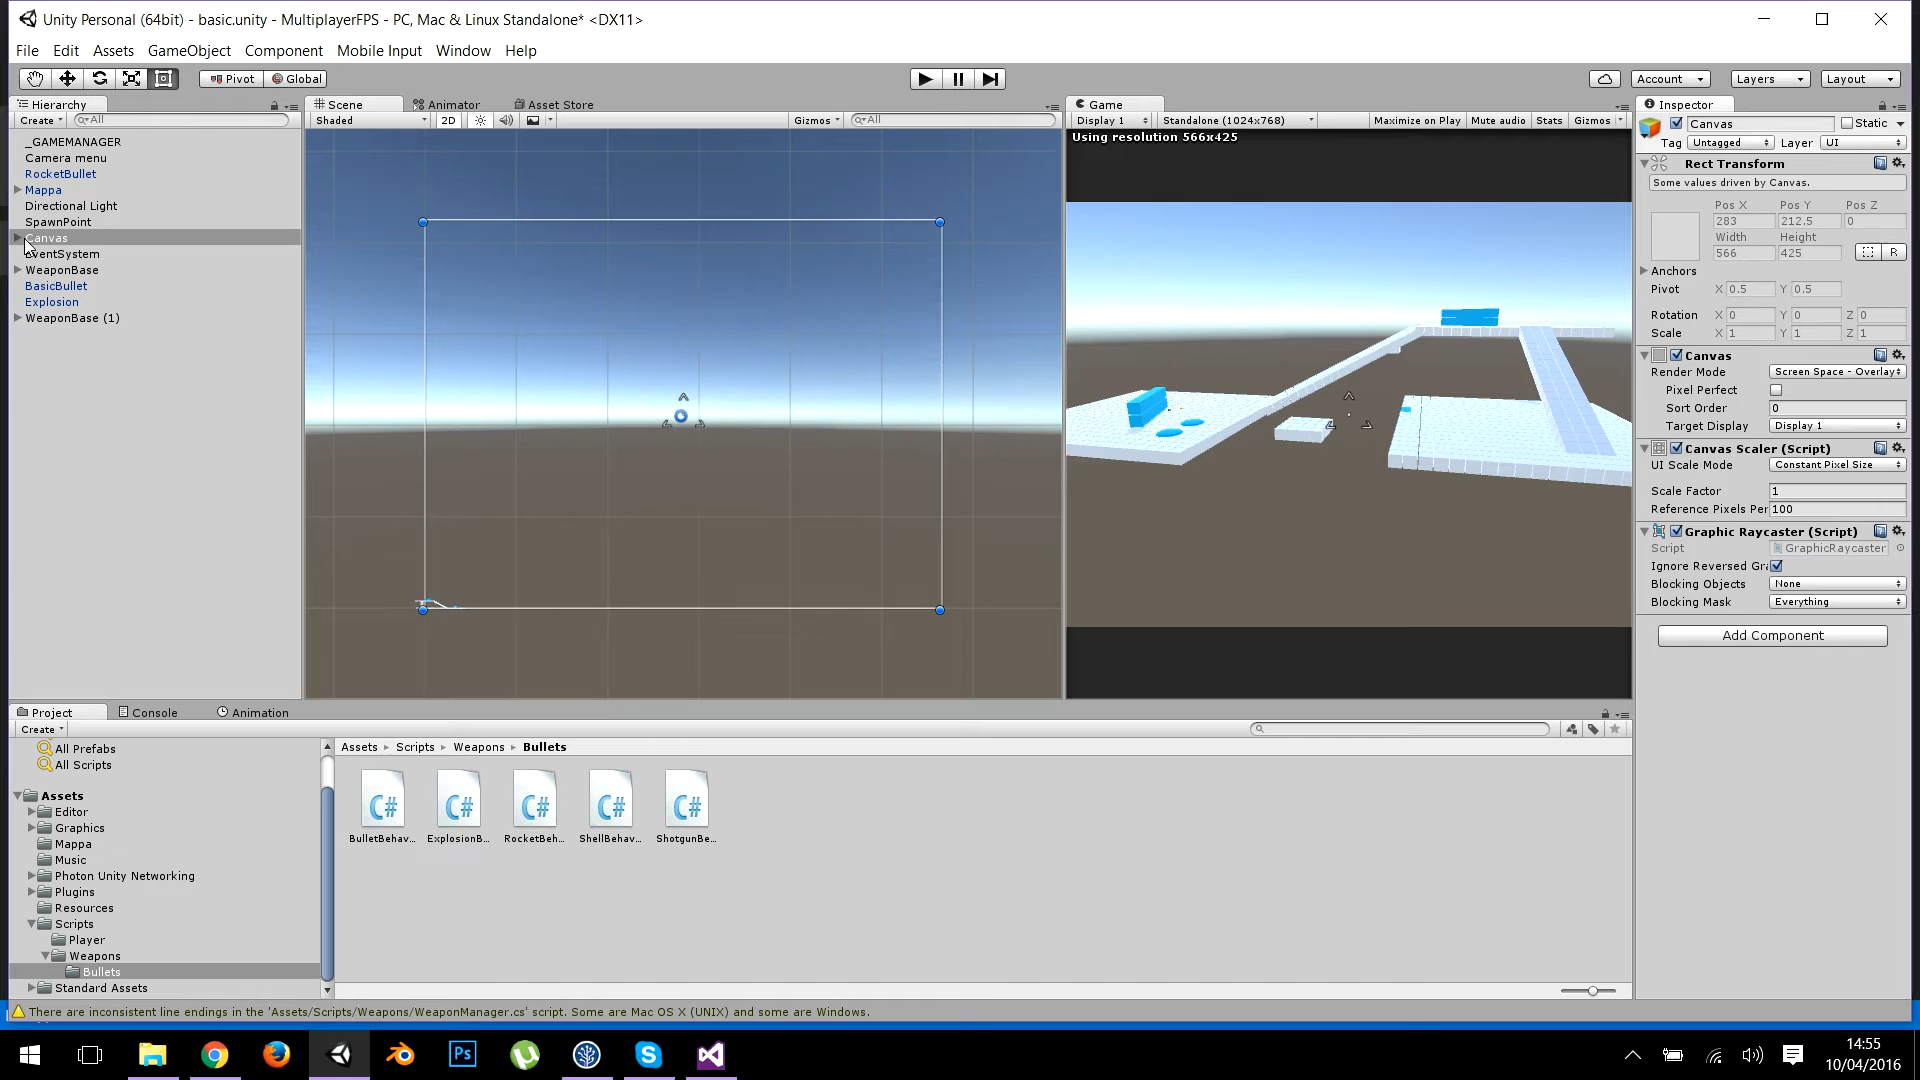 Unity Personal (64bit) - basic.unity - MultiplayerFPS - PC, Mac & Linux Standalone* <DX11>
File Edit Assets GameObject Component Mobile Input Window Help
Pivot Global Account Layers Layout
Hierarchy Scene Animator Asset Store Game Inspector
Create All Shaded 2D Gizmos All Display 1 Standalone (1024x768) Maximize on Play Mute audio Stats Gizmos Canvas Static
Using resolution 566x425
Tag Untagged Layer UI
_GAMEMANAGER
Camera menu
RocketBullet
Mappa
Directional Light
SpawnPoint
Canvas
EventSystem
WeaponBase
BasicBullet
Explosion
WeaponBase (1)
Rect Transform
Some values driven by Canvas.
Pos X Pos Y Pos Z
283 212.5 0
Width Height
566 425 R
Anchors
Pivot X 0.5 Y 0.5
Rotation X 0 Y 0 Z 0
Scale X 1 Y 1 Z 1
Canvas
Render Mode Screen Space - Overlay
Pixel Perfect
Sort Order 0
Target Display Display 1
Canvas Scaler (Script)
UI Scale Mode Constant Pixel Size
Scale Factor 1
Reference Pixels Per 100
Graphic Raycaster (Script)
Script GraphicRaycaster
Ignore Reversed Gra
Blocking Objects None
Blocking Mask Everything
Add Component
Project Console Animation
Create
All Prefabs
All Scripts
Assets
Editor
Graphics
Mappa
Music
Photon Unity Networking
Plugins
Resources
Scripts
Player
Weapons
Bullets
Standard Assets
Assets Scripts Weapons Bullets
C# C# C# C# C#
BulletBehav... ExplosionB... RocketBeh... ShellBehav... ShotgunBe...
There are inconsistent line endings in the 'Assets/Scripts/Weapons/WeaponManager.cs' script. Some are Mac OS X (UNIX) and some are Windows.
Ps
14:55
10/04/2016